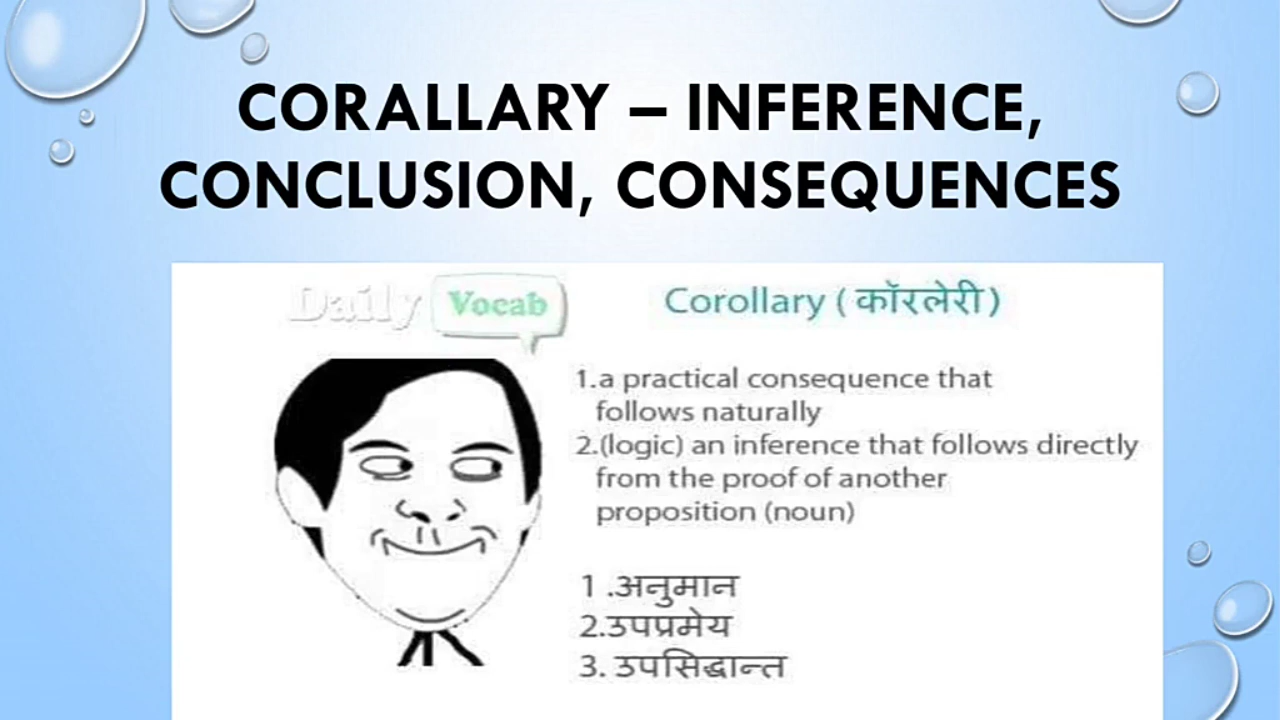 CORALLARY – INFERENCE,
CONCLUSION, CONSEQUENCES
Daily Vocab
Corollary ( कॉरलेरी )
1.a practical consequence that
follows naturally
2.(logic) an inference that follows directly
from the proof of another
proposition (noun)
1 .अनुमान
2.उपप्रमेय
3. उपसिद्धान्त